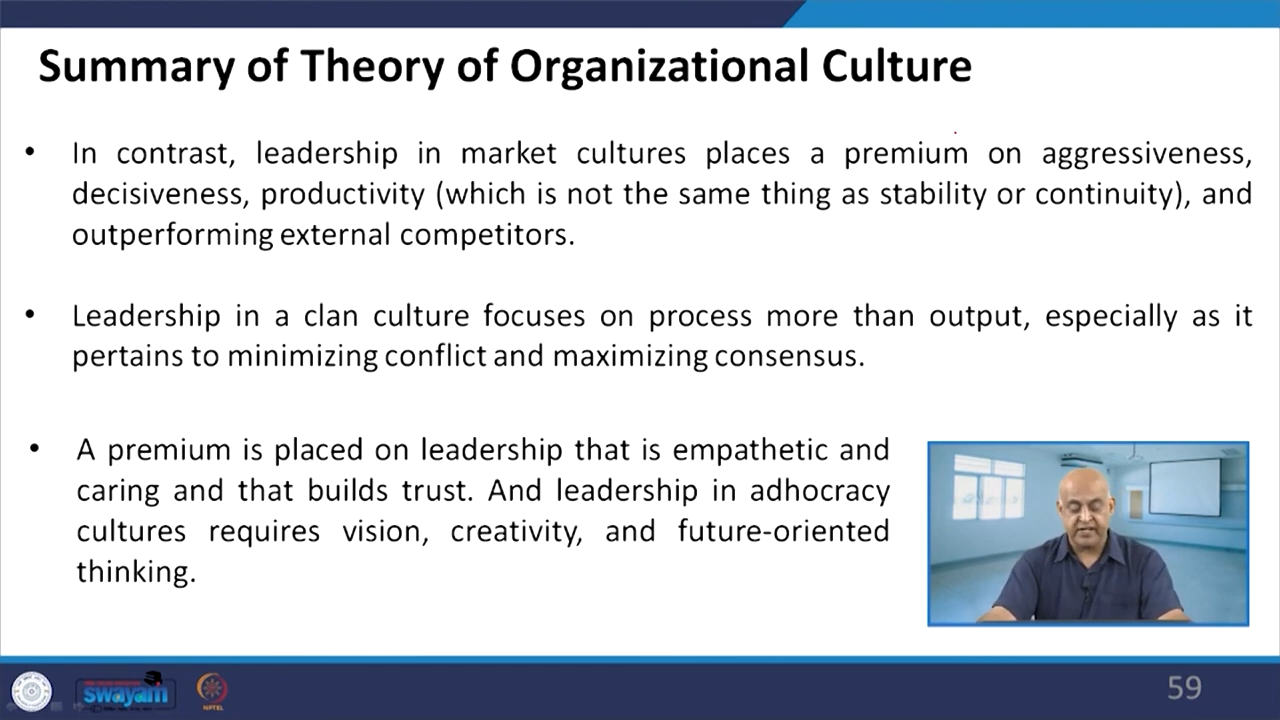 Summary of Theory of Organizational Culture
• In contrast, leadership in market cultures places a premium on aggressiveness,
decisiveness, productivity (which is not the same thing as stability or continuity), and
outperforming external competitors.
• Leadership in a clan culture focuses on process more than output, especially as it
pertains to minimizing conflict and maximizing consensus.
• A premium is placed on leadership that is empathetic and
caring and that builds trust. And leadership in adhocracy
cultures requires vision, creativity, and future-oriented
thinking.
swayam
NPTEL
59